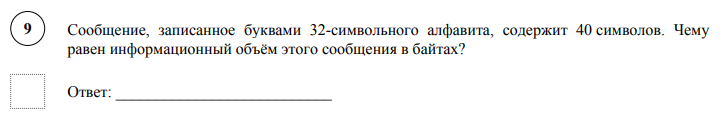 9
Сообщение, записанное буквами 32-символьного алфавита, содержит 40 символов. Чему
равен информационный объём этого сообщения в байтах?
Ответ: ___________________________